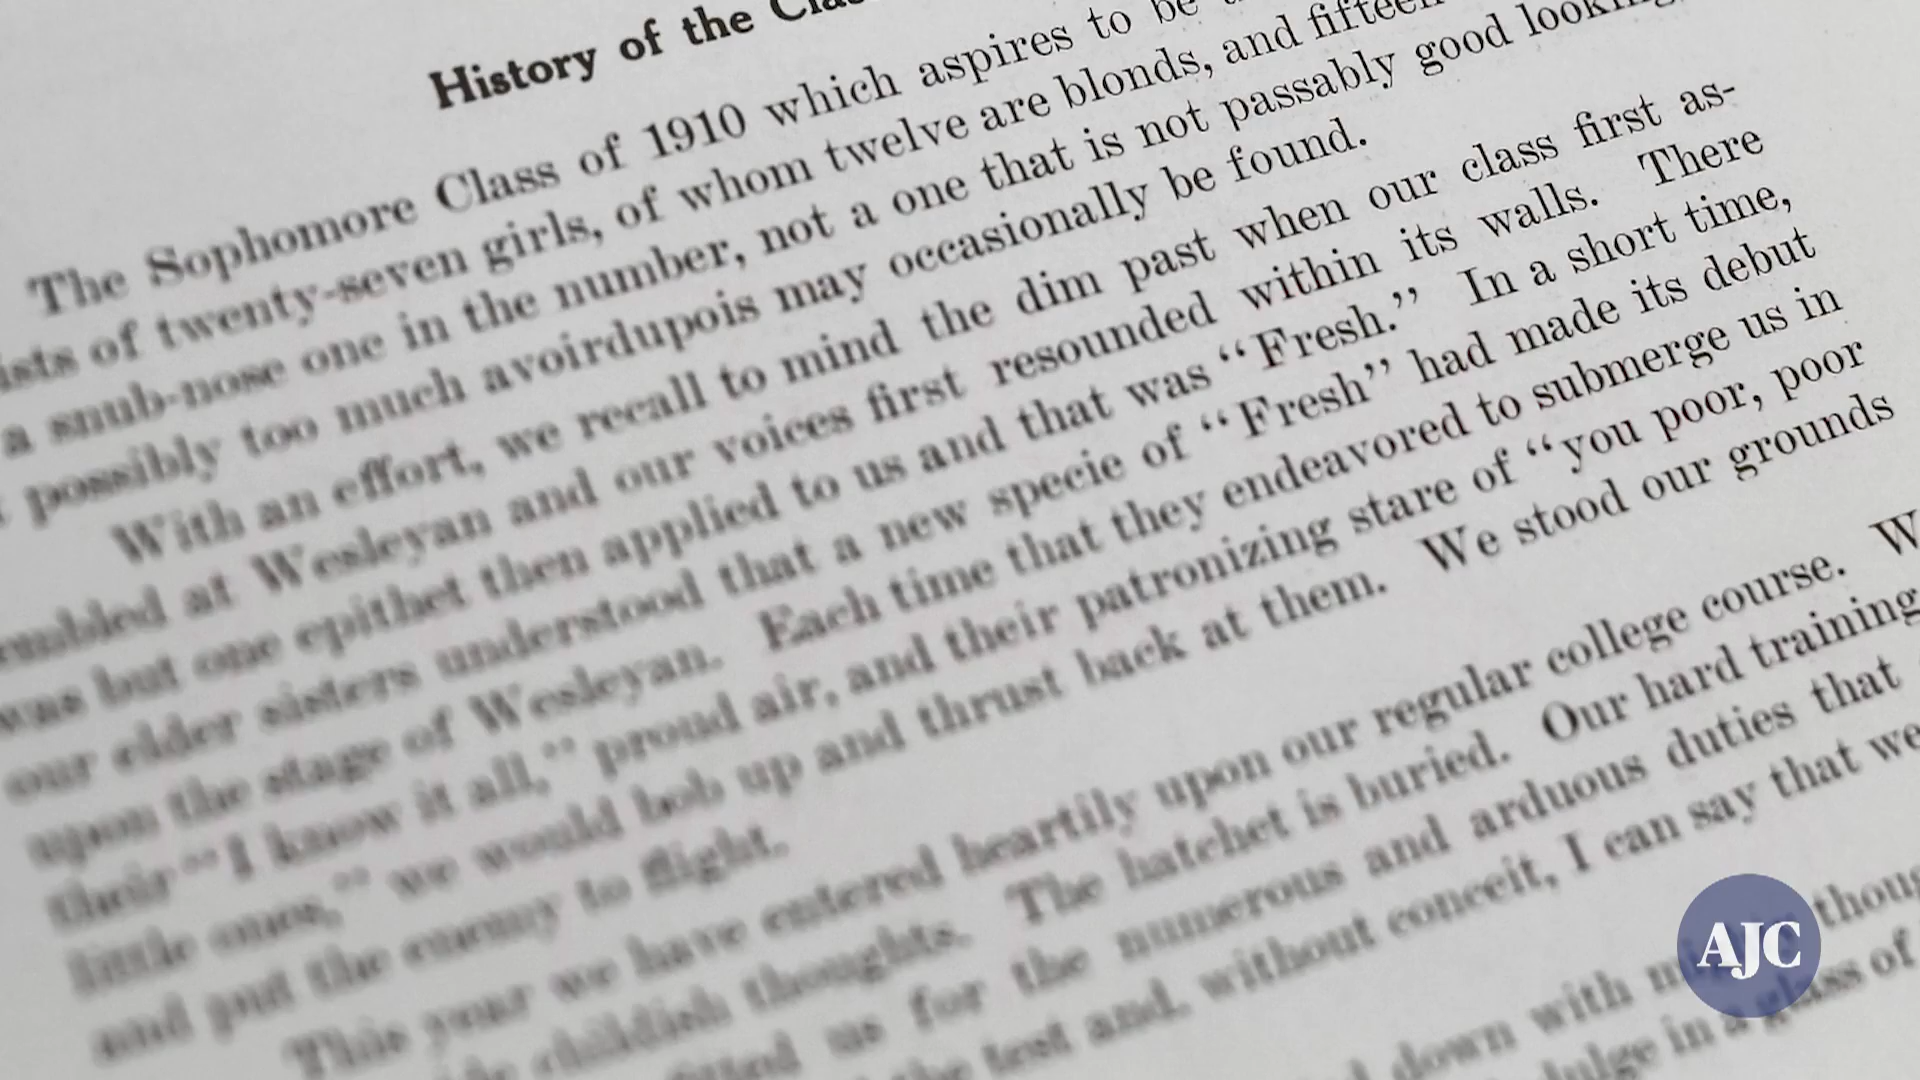 History of the
The Sophomore Class of 1910 which aspires to be
of twenty-seven girls, of whom twelve are blonds, and fifteen
a snub-nose one in the number, not a one that is not passably good looking
possibly too much avoirdupois may occasionally be found.
With an effort, we recall to mind the dim past when our class first as-
at Wesleyan and our voices first resounded within its walls. There
was but one epithet then applied to us and that was “Fresh.” In a short time,
our elder sisters understood that a new specie of “Fresh” had made its debut
upon the stage of Wesleyan. Each time that they endeavored to submerge us in
their “I know it all,” proud air, and their patronizing stare of “you poor, poor
little ones,” we would bob up and thrust back at them. We stood our grounds
and put the enemy to flight.
This year we have entered heartily upon our regular college course. W
childish thoughts. The hatchet is buried. Our hard training
us for the numerous and arduous duties that
the test and, without conceit, I can say that we
down with
in a glass of
AJC